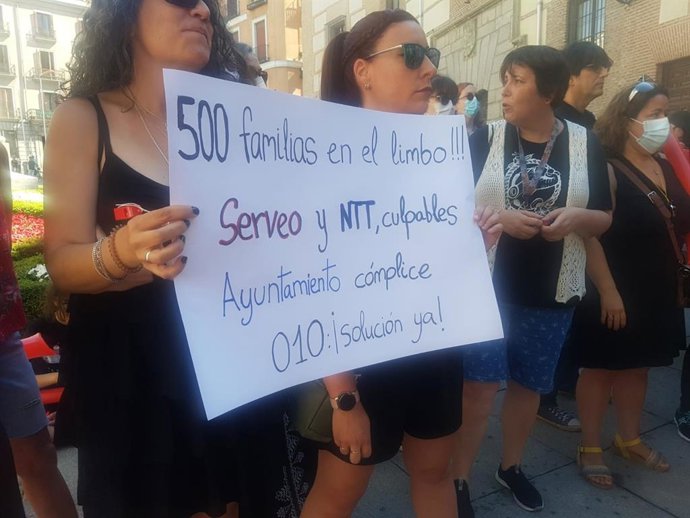 500 familias en el limbo!!!
Serveo y NTT, culpables
Ayuntamiento cómplice
010: ¡solución ya!